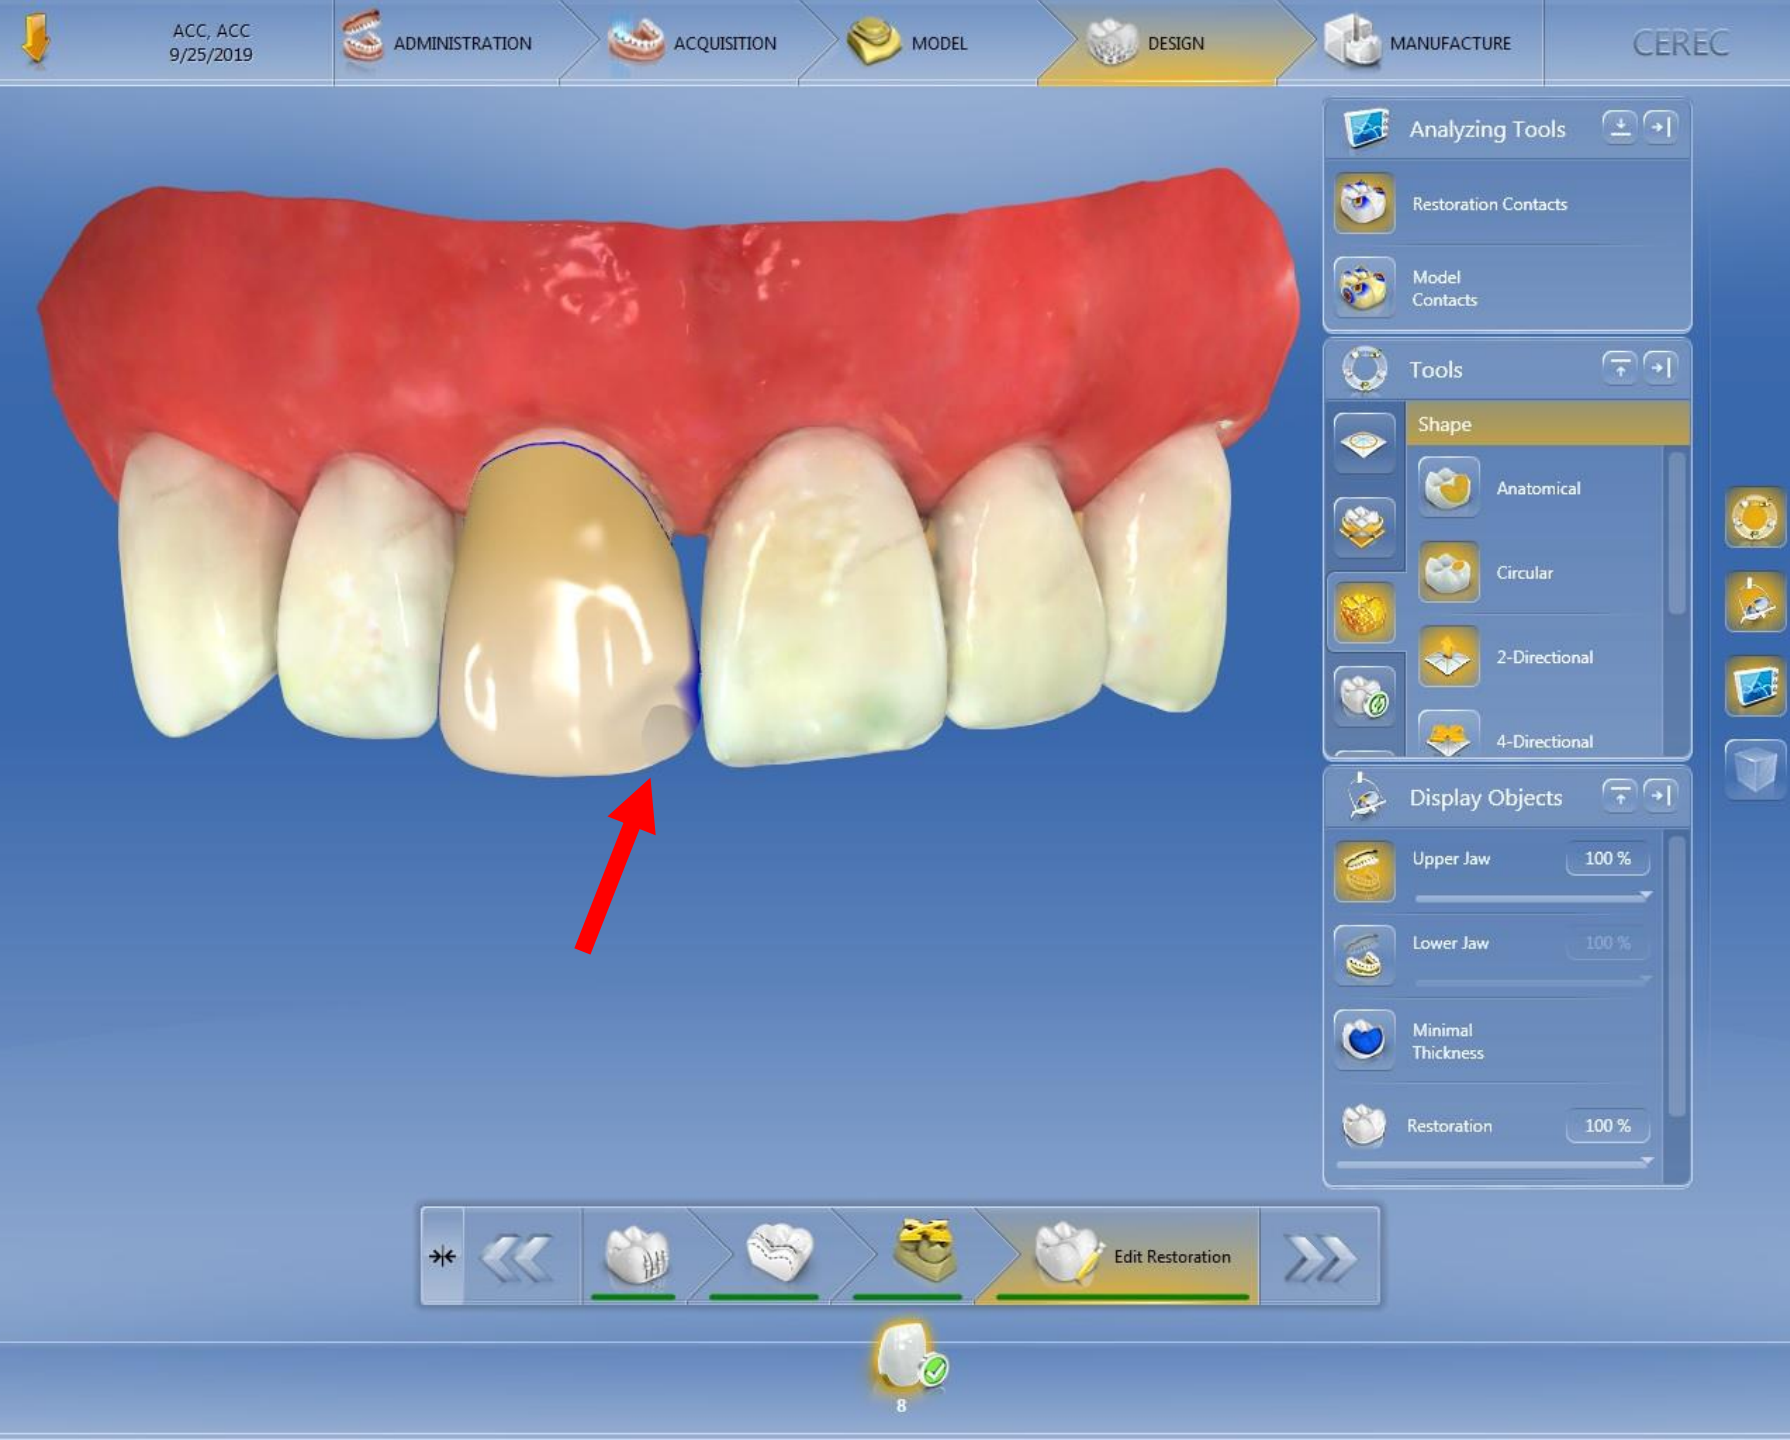 ACC, ACC
9/25/2019
ADMINISTRATION
ACQUISITION
MODEL
DESIGN
MANUFACTURE
CEREC
Analyzing Tools
Restoration Contacts
Model
Contacts
Tools
Shape
Anatomical
Circular
2-Directional
4-Directional
Display Objects
Upper Jaw
100 %
Lower Jaw
100 %
Minimal
Thickness
Restoration
100 %
Edit Restoration
8